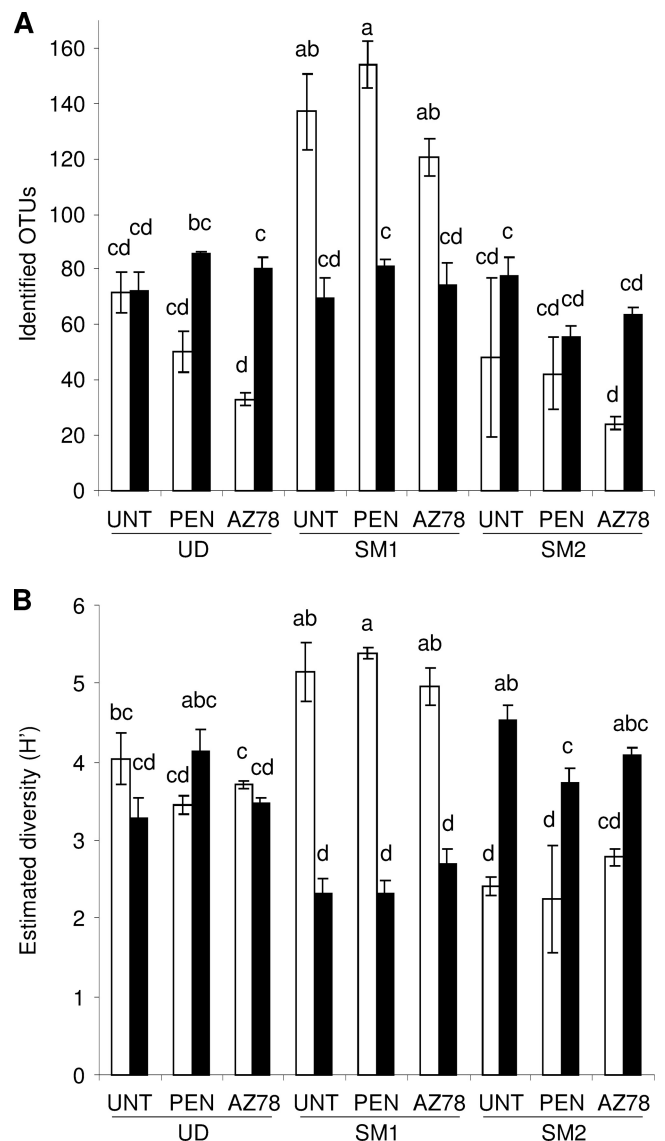 A
Identified OTUs
160
140
120
100
80
60
40
20
0
cd cd cd bc d c ab cd a c ab cd cd c cd cd d cd
UNT PEN AZ78 UNT PEN AZ78 UNT PEN AZ78
UD SM1 SM2
B
Estimated diversity (H')
6
5
4
3
2
1
0
bc cd cd abc c cd ab d a d ab d d ab d c cd abc
UNT PEN AZ78 UNT PEN AZ78 UNT PEN AZ78
UD SM1 SM2